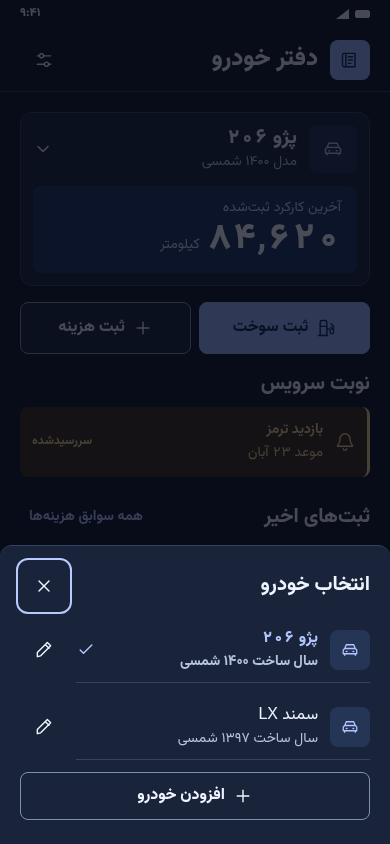 ۹:۴۱
دفتر خودرو
پژو ۲۰۶
مدل ۱۴۰۰ شمسی
آخرین کارکرد ثبت‌شده
۸۴,۶۲۰ کیلومتر
ثبت سوخت
ثبت هزینه
نوبت سرویس
بازدید ترمز
موعد ۲۳ آبان
سررسیدشده
ثبت‌های اخیر
همه سوابق هزینه‌ها
انتخاب خودرو
پژو ۲۰۶
سال ساخت ۱۴۰۰ شمسی
سمند LX
سال ساخت ۱۳۹۷ شمسی
افزودن خودرو